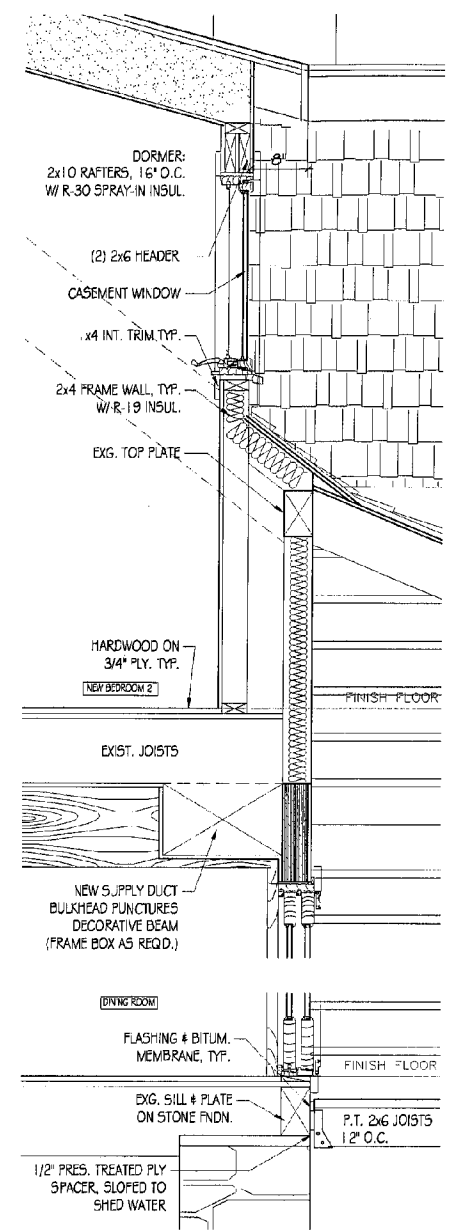 DORMER:
2x10 RAFTERS, 16" O.C.
W/ R-30 SPRAY-IN INSUL.
(2) 2x6 HEADER
CASEMENT WINDOW
x4 INT. TRIM, TYP.
2x4 FRAME WALL, TYP.
W/ R-19 INSUL.
EXG. TOP PLATE
HARDWOOD ON
3/4" PLY. TYP.
NEW BEDROOM 2
FINISH FLOOR
EXIST. JOISTS
NEW SUPPLY DUCT
BULKHEAD PUNCTURES
DECORATIVE BEAM
(FRAME BOX AS REQD.)
DINING ROOM
FLASHING & BITUM.
MEMBRANE, TYP.
FINISH FLOOR
EXG. SILL & PLATE
ON STONE FNDN.
P.T. 2x6 JOISTS
12" O.C.
1/2" PRES. TREATED PLY
SPACER, SLOPED TO
SHED WATER